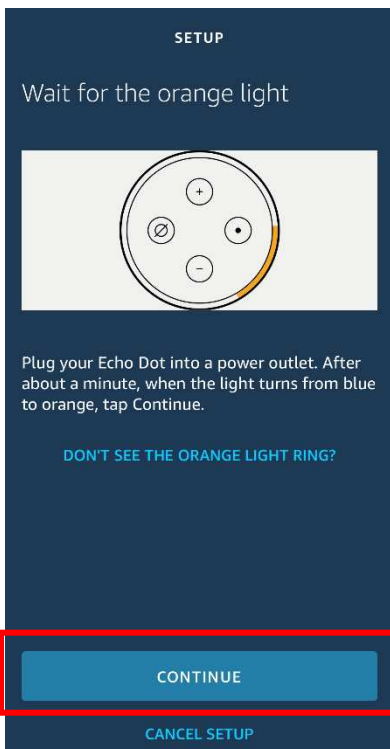 SETUP
Wait for the orange light
Plug your Echo Dot into a power outlet. After
about a minute, when the light turns from blue
to orange, tap Continue.
DON'T SEE THE ORANGE LIGHT RING?
CONTINUE
CANCEL SETUP